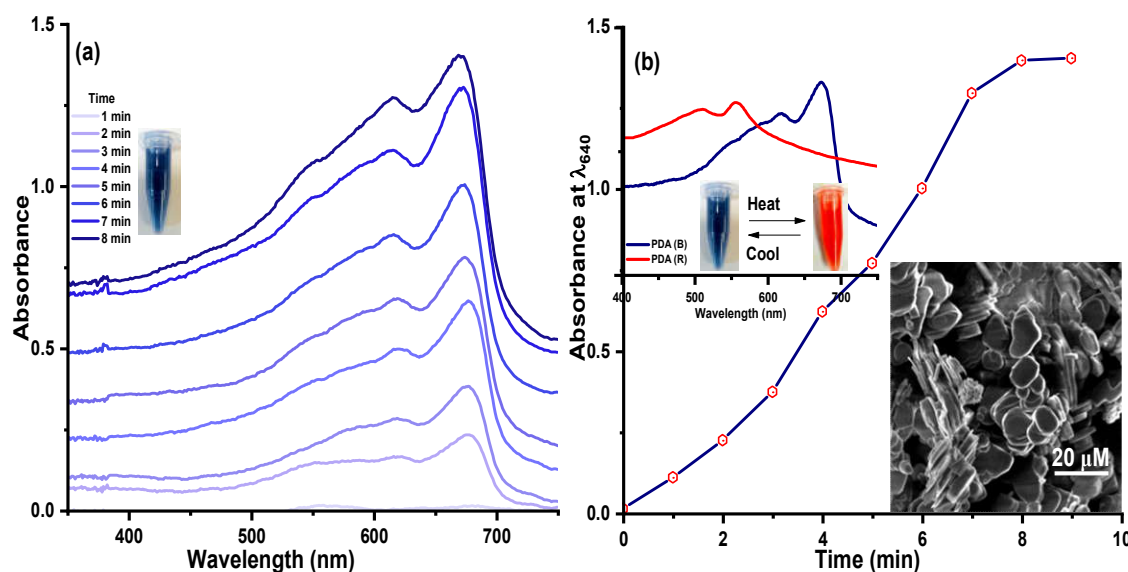 (a)
Time
1 min
2 min
3 min
4 min
5 min
6 min
7 min
8 min
Absorbance
1.5
1.0
0.5
0.0
400 500 600 700
Wavelength (nm)
(b)
Absorbance at λ640
1.5
1.0
0.5
0.0
Heat
Cool
PDA (B)
PDA (R)
400 500 600 700
Wavelength (nm)
20 μM
0 2 4 6 8 10
Time (min)